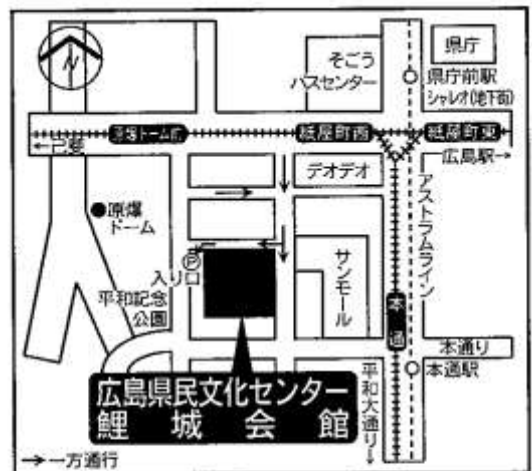 N
県庁
そごう
バスセンター
県庁前駅
シャレオ(地下街)
原爆ドーム前
紙屋町西
紙屋町東
←己斐
広島駅→
デオデオ
アストラムライン
●原爆
ドーム
P
入り口
平和記念
公園
サンモール
本通
本通り
本通駅
平和大通り→
広島県民文化センター
鯉城会館
→一方通行